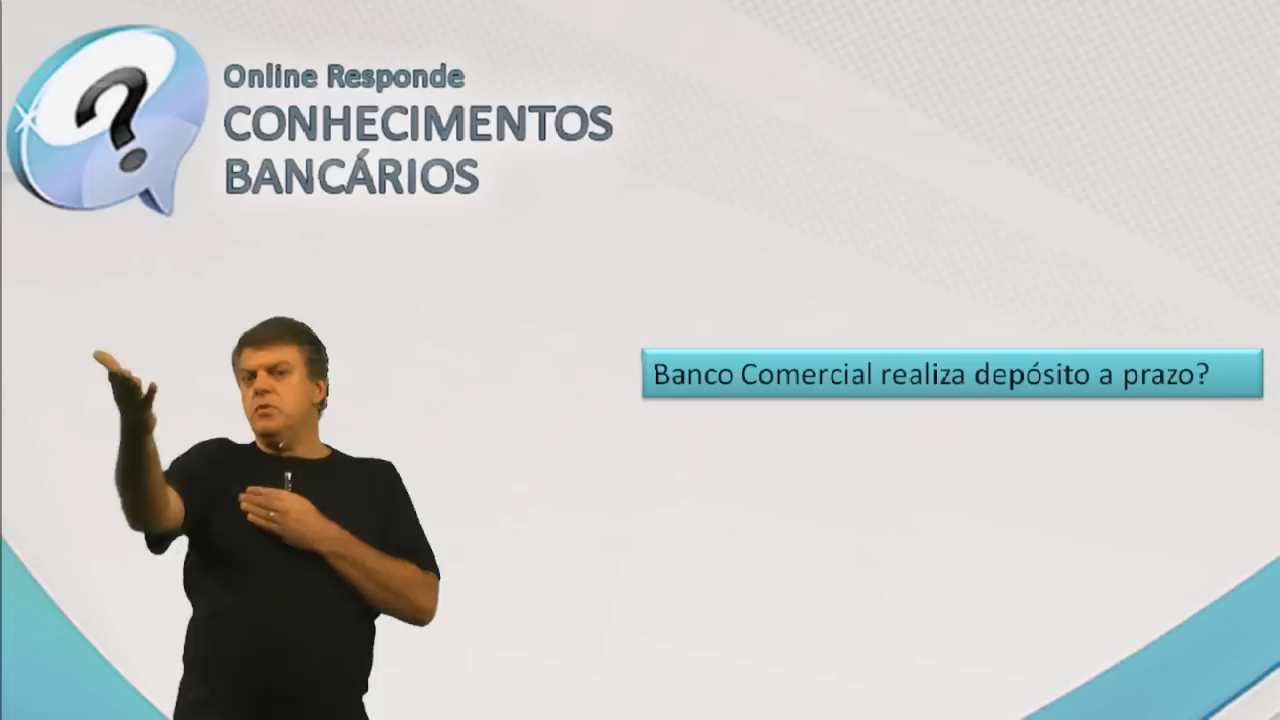 Online Responde
CONHECIMENTOS
BANCÁRIOS
Banco Comercial realiza depósito a prazo?